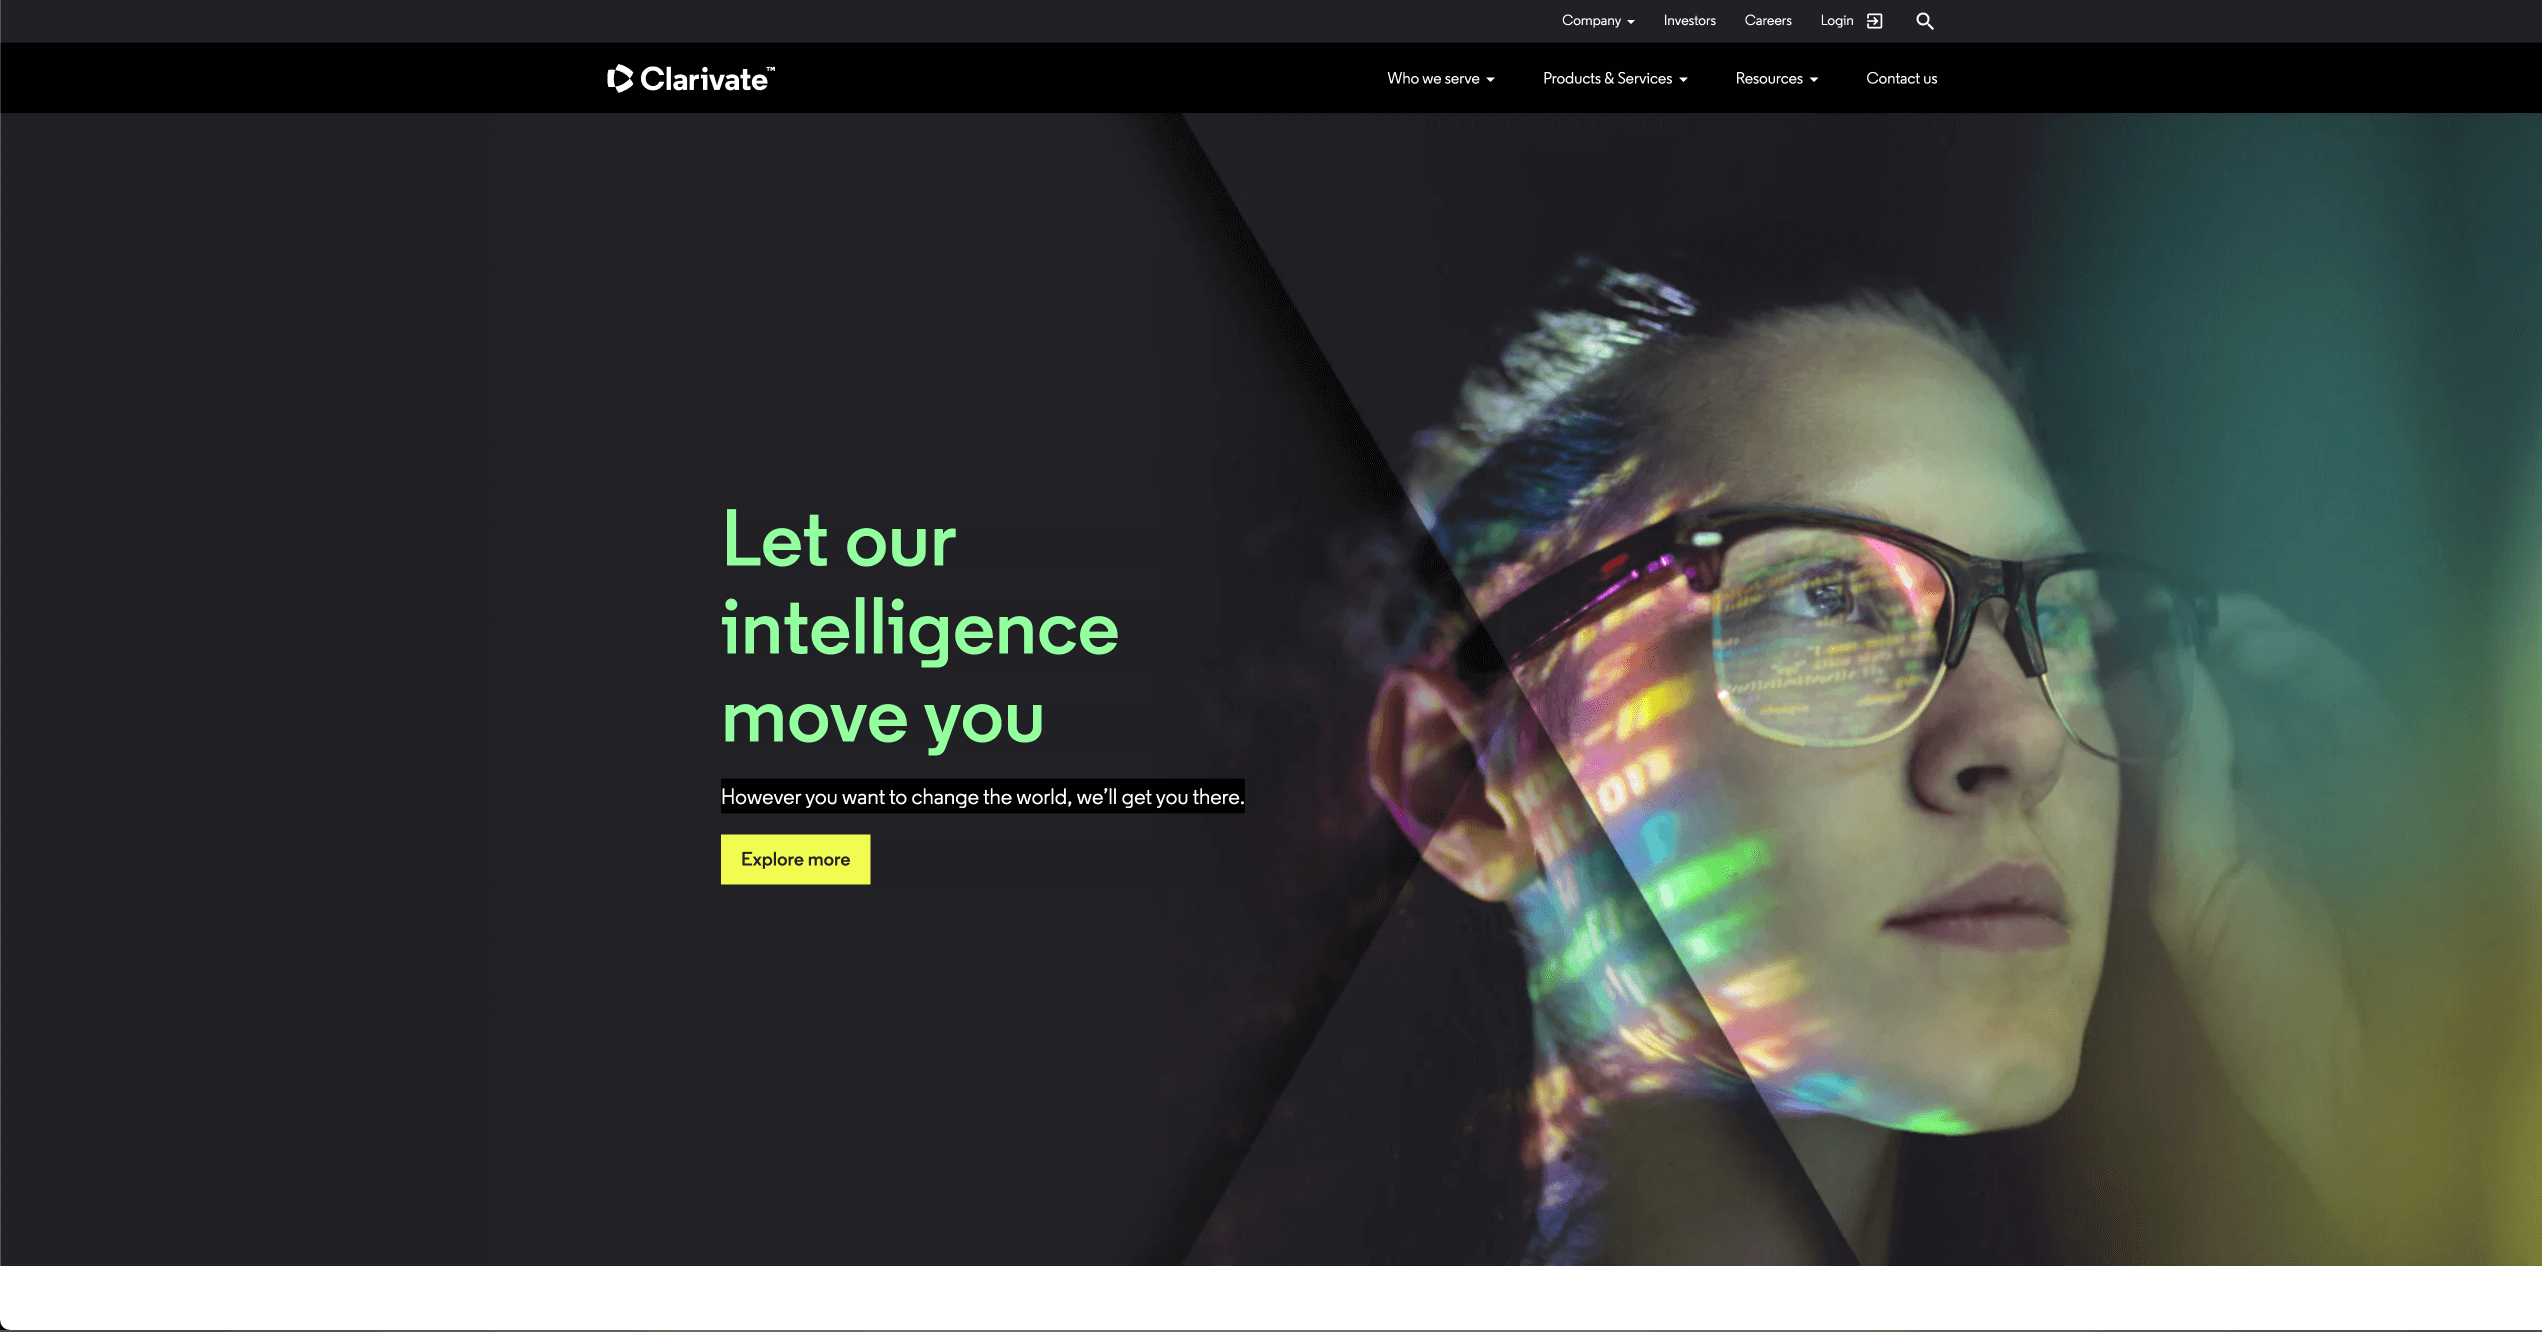 Company Investors Careers Login
Clarivate™ Who we serve Products & Services Resources Contact us
Let our
intelligence
move you
However you want to change the world, we’ll get you there.
Explore more